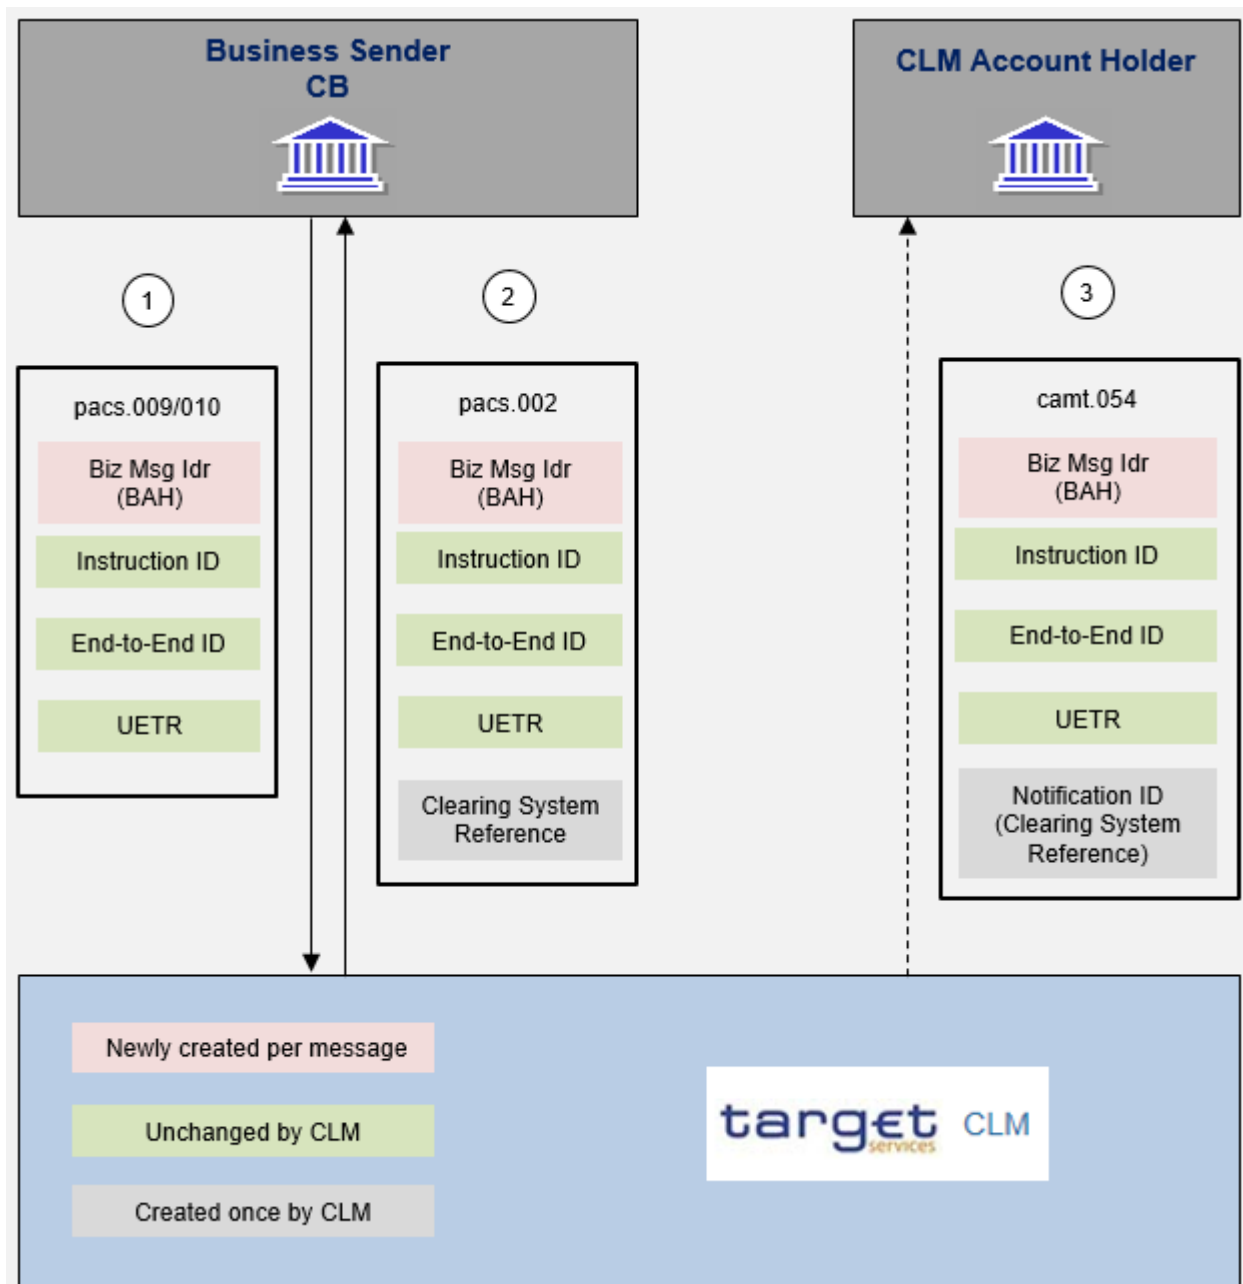 Business Sender
CB
CLM Account Holder
1
2
3
pacs.009/010
Biz Msg Idr
(BAH)
Instruction ID
End-to-End ID
UETR
pacs.002
Biz Msg Idr
(BAH)
Instruction ID
End-to-End ID
UETR
Clearing System
Reference
camt.054
Biz Msg Idr
(BAH)
Instruction ID
End-to-End ID
UETR
Notification ID
(Clearing System
Reference)
Newly created per message
Unchanged by CLM
Created once by CLM
target CLM
services